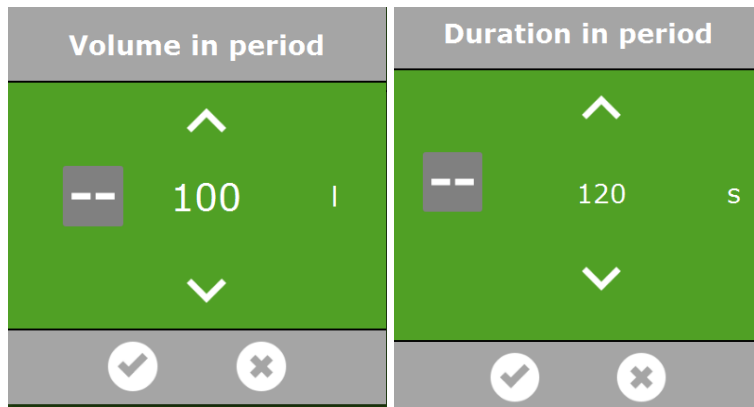 Volume in period
-- 100 l
Duration in period
-- 120 s